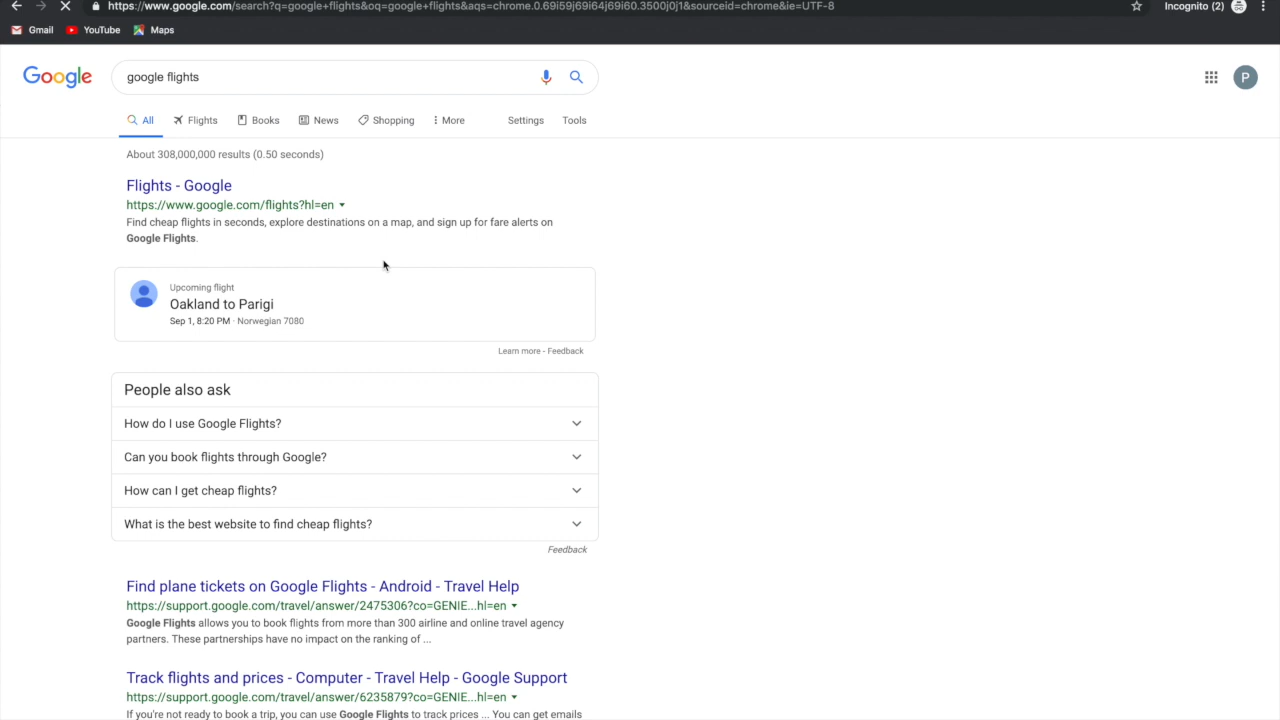 https://www.google.com/search?q=google+flights&oq=google+flights&aqs=chrome.0.69i59j69i64j69i60.3500j0j1&sourceid=chrome&ie=UTF-8
Incognito (2)
Gmail YouTube Maps
Google google flights P
All Flights Books News Shopping More Settings Tools
About 308,000,000 results (0.50 seconds)
Flights - Google
https://www.google.com/flights?hl=en
Find cheap flights in seconds, explore destinations on a map, and sign up for fare alerts on
Google Flights.
Upcoming flight
Oakland to Parigi
Sep 1, 8:20 PM · Norwegian 7080
Learn more - Feedback
People also ask
How do I use Google Flights?
Can you book flights through Google?
How can I get cheap flights?
What is the best website to find cheap flights?
Feedback
Find plane tickets on Google Flights - Android - Travel Help
https://support.google.com/travel/answer/2475306?co=GENIE...hl=en
Google Flights allows you to book flights from more than 300 airline and online travel agency
partners. These partnerships have no impact on the ranking of ...
Track flights and prices - Computer - Travel Help - Google Support
https://support.google.com/travel/answer/6235879?co=GENIE...hl=en
If you're not ready to book a trip, you can use Google Flights to track prices ... You can get emails